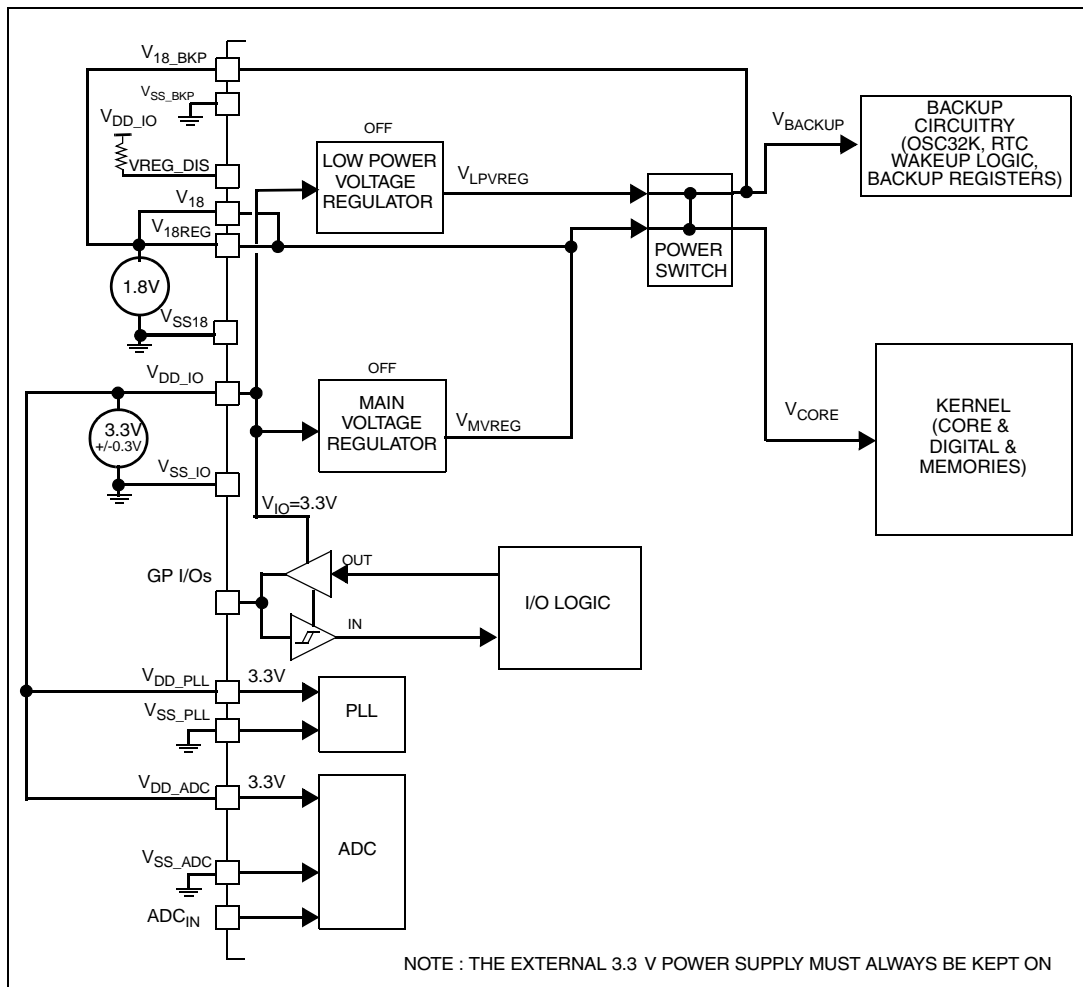 V18_BKP
VSS_BKP
VDD_IO
VREG_DIS
V18
V18REG
1.8V
VSS18
VDD_IO
3.3V
+/-0.3V
VSS_IO
OFF
LOW POWER
VOLTAGE
REGULATOR
VLPVREG
OFF
MAIN
VOLTAGE
REGULATOR
VMVREG
POWER
SWITCH
VBACKUP
BACKUP
CIRCUITRY
(OSC32K, RTC
WAKEUP LOGIC,
BACKUP REGISTERS)
VCORE
KERNEL
(CORE &
DIGITAL &
MEMORIES)
VIO=3.3V
GP I/Os
OUT
IN
I/O LOGIC
VDD_PLL
3.3V
VSS_PLL
PLL
VDD_ADC
3.3V
VSS_ADC
ADCIN
ADC
NOTE : THE EXTERNAL 3.3 V POWER SUPPLY MUST ALWAYS BE KEPT ON